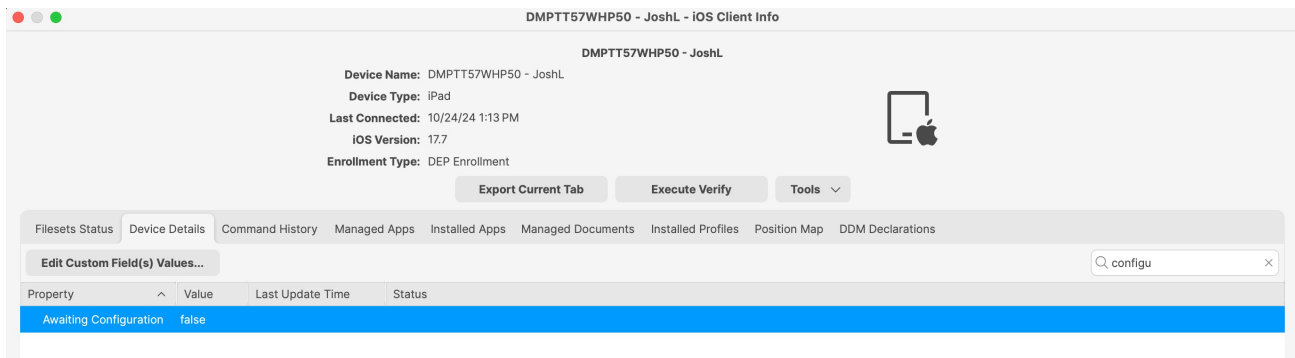 DMPTT57WHP50 - JoshL - iOS Client Info
DMPTT57WHP50 - JoshL
Device Name: DMPTT57WHP50 - JoshL
Device Type: iPad
Last Connected: 10/24/24 1:13 PM
iOS Version: 17.7
Enrollment Type: DEP Enrollment
Export Current Tab Execute Verify Tools
Filesets Status Device Details Command History Managed Apps Installed Apps Managed Documents Installed Profiles Position Map DDM Declarations
Edit Custom Field(s) Values... configu
Property Value Last Update Time Status
Awaiting Configuration false